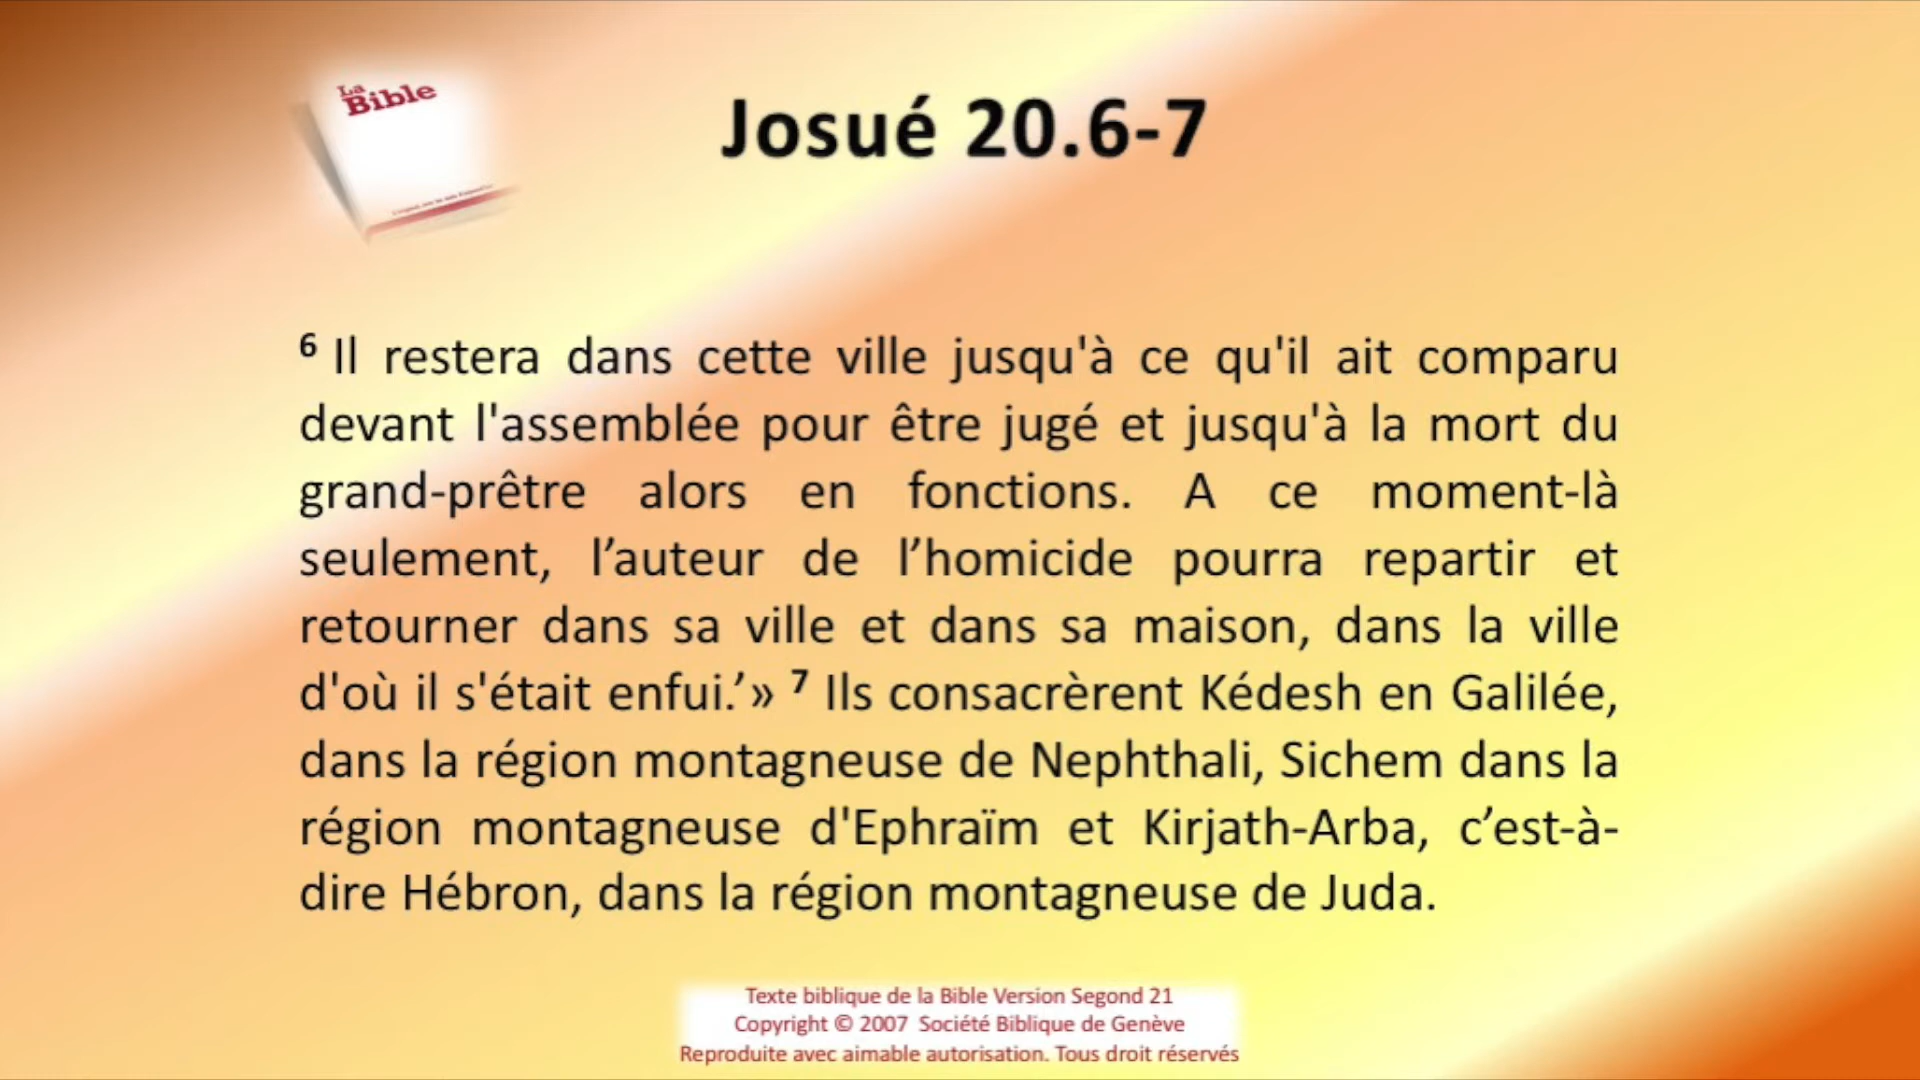 La
Bible
Josué 20.6-7
6 Il restera dans cette ville jusqu'à ce qu'il ait comparu
devant l'assemblée pour être jugé et jusqu'à la mort du
grand-prêtre alors en fonctions. A ce moment-là
seulement, l’auteur de l’homicide pourra repartir et
retourner dans sa ville et dans sa maison, dans la ville
d'où il s'était enfui.’» 7 Ils consacrèrent Kédesh en Galilée,
dans la région montagneuse de Nephthali, Sichem dans la
région montagneuse d'Ephraïm et Kirjath-Arba, c’est-à-
dire Hébron, dans la région montagneuse de Juda.
Texte biblique de la Bible Version Segond 21
Copyright © 2007 Société Biblique de Genève
Reproduite avec aimable autorisation. Tous droit réservés